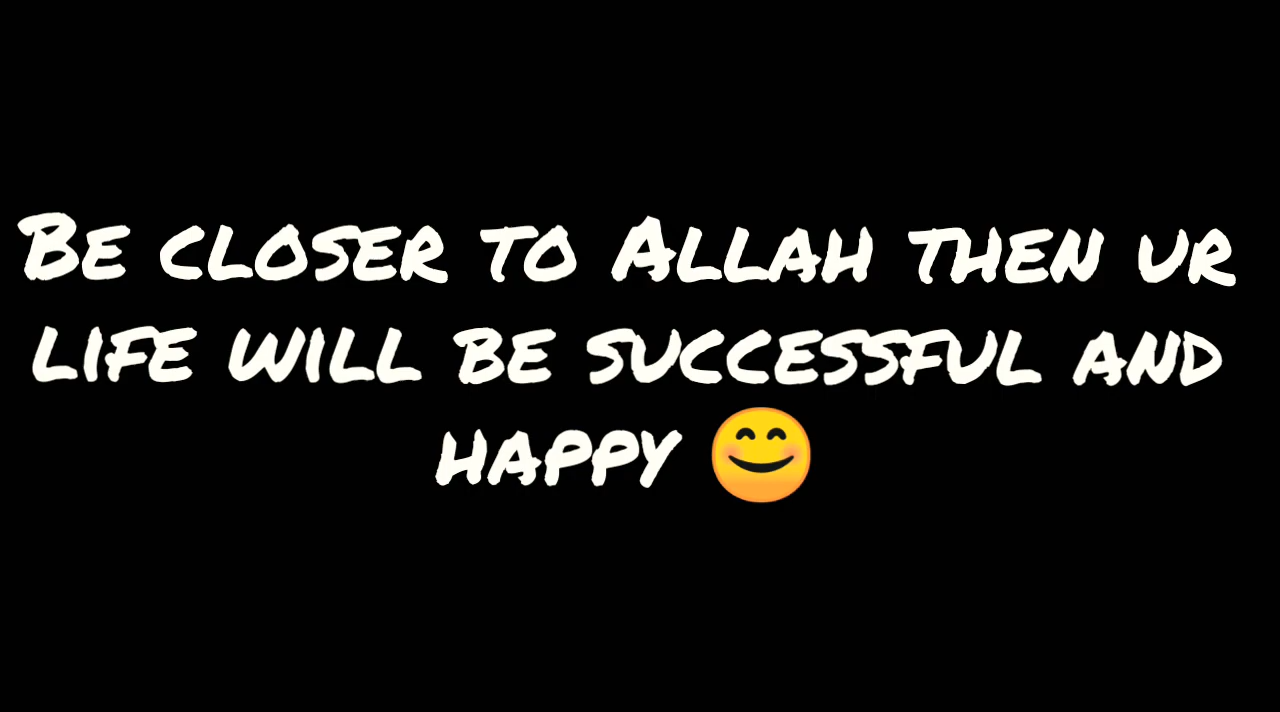 Be closer to Allah then ur
life will be successful and
happy 😊